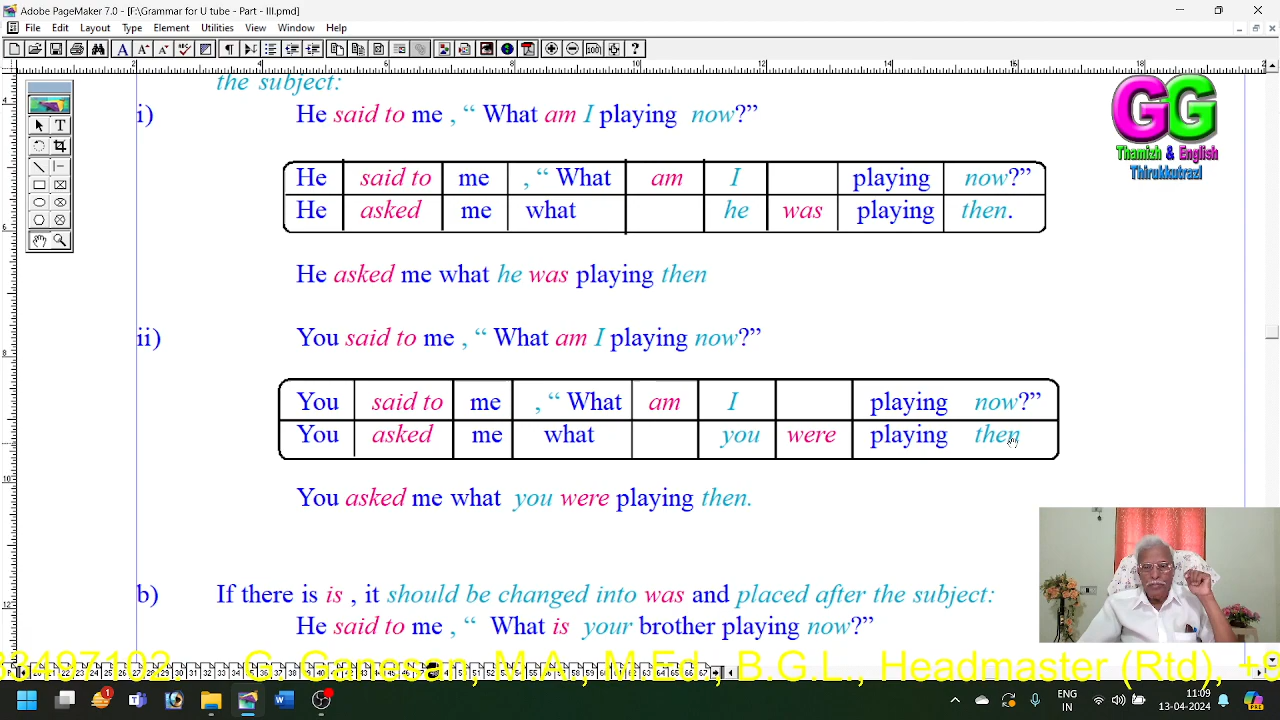 Adobe PageMaker 7.0 - [F:\Grammar for U tube - Part - III.pmd]
File Edit Layout Type Element Utilities View Window Help
the subject:
i) He said to me , “ What am I playing now?”
He said to me , “ What am I playing now?”
He asked me what he was playing then.
He asked me what he was playing then
ii) You said to me , “ What am I playing now?”
You said to me , “ What am I playing now?”
You asked me what you were playing then
You asked me what you were playing then.
b) If there is is , it should be changed into was and placed after the subject:
He said to me , “ What is your brother playing now?”
GG
Thamizh & English
Thirukkutrazl
G. Ganesan, M.A., M.Ed., B.G.L., Headmaster (Rtd),
ENG
IN
11:09
13-04-2024